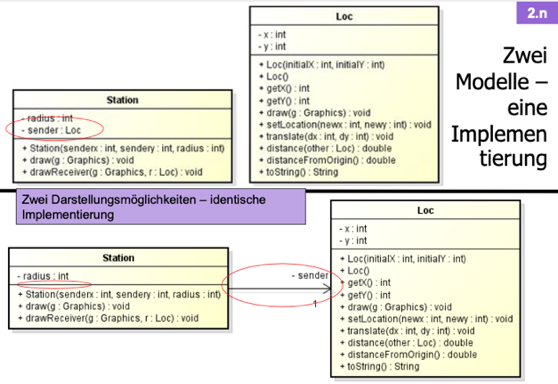 2.n
Zwei
Modelle –
eine
Implemen
tierung
Loc
- x : int
- y : int
+ Loc(initialX : int, initialY : int)
+ Loc()
+ getX() : int
+ getY() : int
+ draw(g : Graphics) : void
+ setLocation(newx : int, newy : int) : void
+ translate(dx : int, dy : int) : void
+ distance(other : Loc) : double
+ distanceFromOrigin() : double
+ toString() : String
Station
- radius : int
- sender : Loc
+ Station(senderx : int, sendery : int, radius : int)
+ draw(g : Graphics) : void
+ drawReceiver(g : Graphics, r : Loc) : void
Zwei Darstellungsmöglichkeiten – identische
Implementierung
Station
- radius : int
+ Station(senderx : int, sendery : int, radius : int)
+ draw(g : Graphics) : void
+ drawReceiver(g : Graphics, r : Loc) : void
- sender
1
Loc
- x : int
- y : int
+ Loc(initialX : int, initialY : int)
+ Loc()
+ getX() : int
+ getY() : int
+ draw(g : Graphics) : void
+ setLocation(newx : int, newy : int) : void
+ translate(dx : int, dy : int) : void
+ distance(other : Loc) : double
+ distanceFromOrigin() : double
+ toString() : String